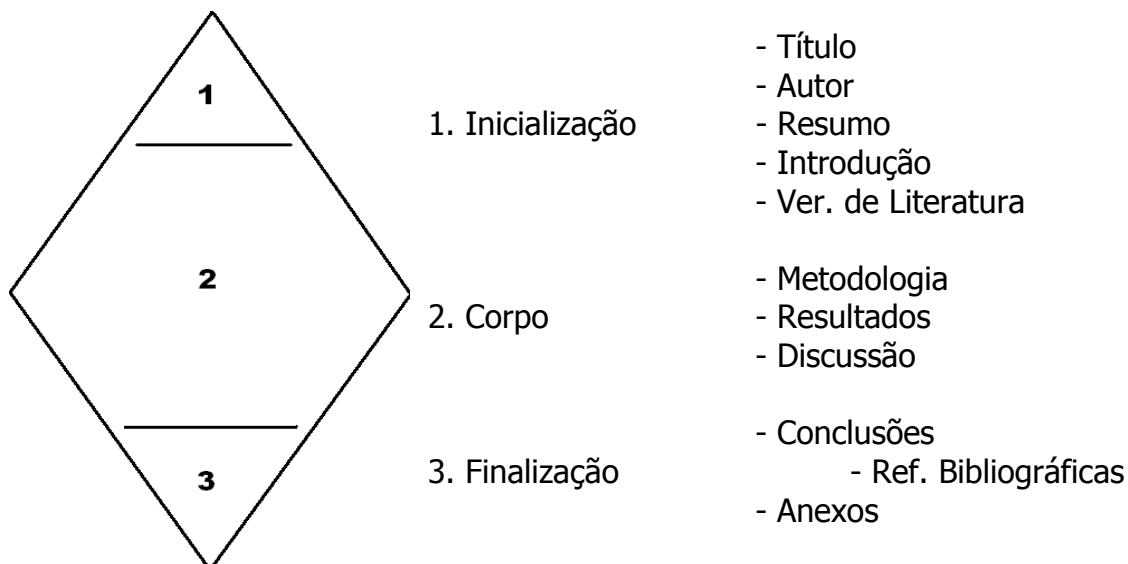 1
2
3
1. Inicialização
2. Corpo
3. Finalização
- Título
- Autor
- Resumo
- Introdução
- Ver. de Literatura
- Metodologia
- Resultados
- Discussão
- Conclusões
- Ref. Bibliográficas
- Anexos